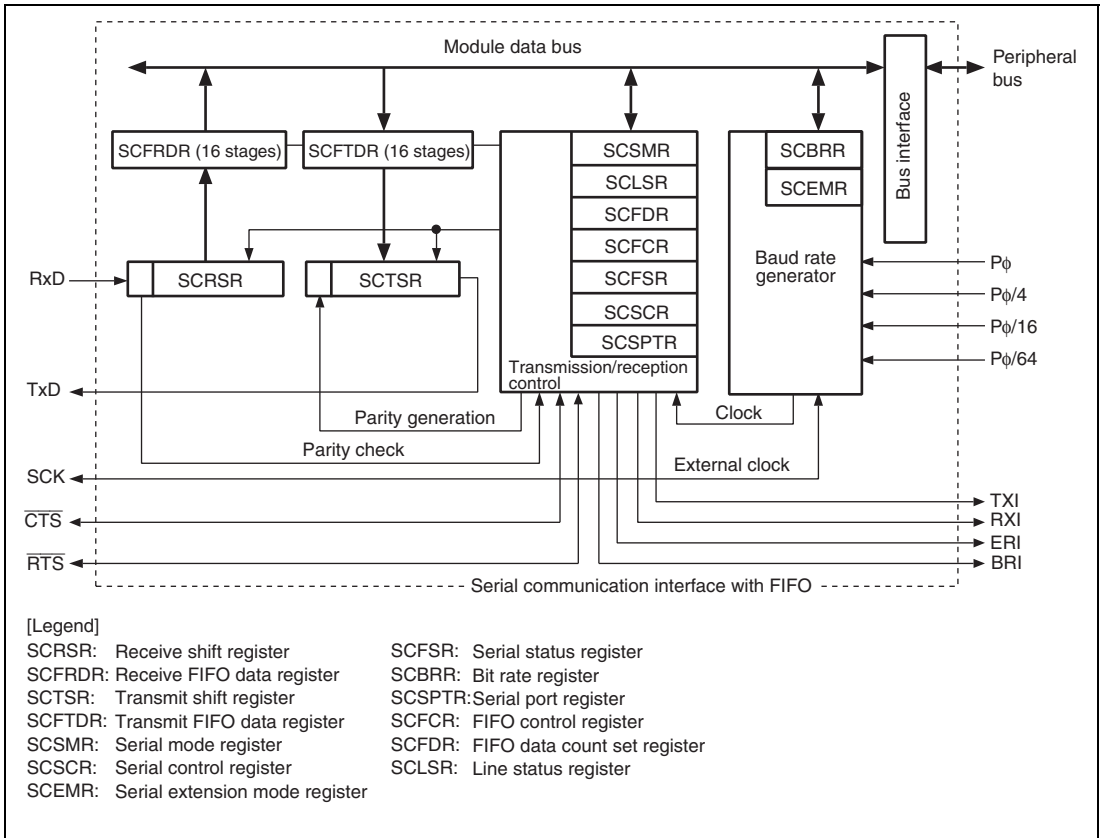 Module data bus
Peripheral
bus
Bus interface
SCFRDR (16 stages)
SCFTDR (16 stages)
SCSMR
SCLSR
SCFDR
SCFCR
SCFSR
SCSCR
SCSPTR
Transmission/reception
control
SCBRR
SCEMR
Baud rate
generator
RxD
SCRSR
SCTSR
Pϕ
Pϕ/4
Pϕ/16
Pϕ/64
TxD
Parity generation
Clock
Parity check
External clock
SCK
CTS
RTS
TXI
RXI
ERI
BRI
Serial communication interface with FIFO
[Legend]
SCRSR: Receive shift register
SCFRDR: Receive FIFO data register
SCTSR: Transmit shift register
SCFTDR: Transmit FIFO data register
SCSMR: Serial mode register
SCSCR: Serial control register
SCEMR: Serial extension mode register
SCFSR: Serial status register
SCBRR: Bit rate register
SCSPTR: Serial port register
SCFCR: FIFO control register
SCFDR: FIFO data count set register
SCLSR: Line status register